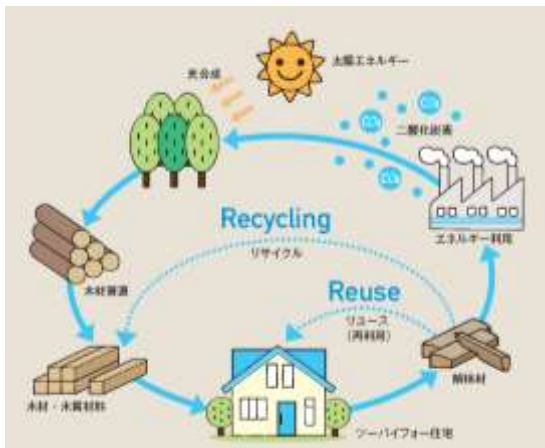 太陽エネルギー
光合成
CO₂
CO₂
二酸化炭素
CO₂
エネルギー利用
Recycling
リサイクル
木材資源
Reuse
リユース
(再利用)
解体材
木材・木質材料
ツーバイフォー住宅